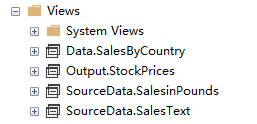 Views
System Views
Data.SalesByCountry
Output.StockPrices
SourceData.SalesinPounds
SourceData.SalesText